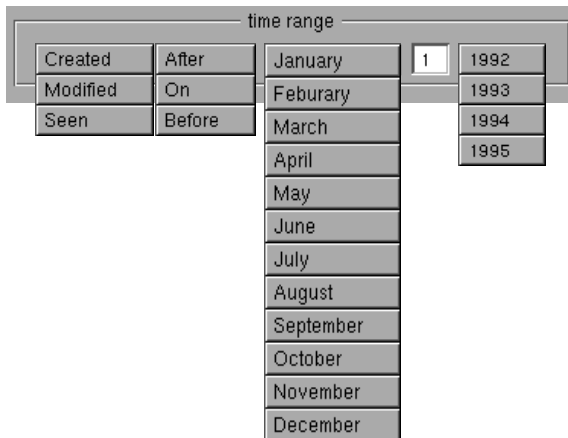 time range
Created After January 1 1992
Modified On Feburary 1993
Seen Before March 1994
April 1995
May
June
July
August
September
October
November
December